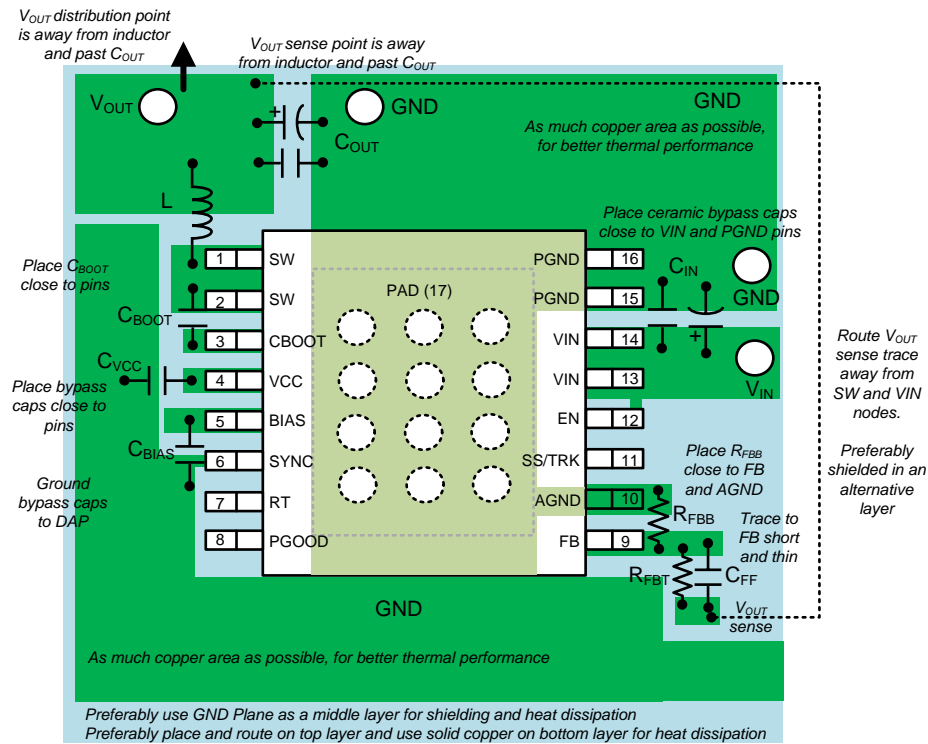 VOUT distribution point
is away from inductor
and past COUT
VOUT sense point is away
from inductor and past COUT
VOUT
+
COUT
GND
GND
As much copper area as possible,
for better thermal performance
L
Place ceramic bypass caps
close to VIN and PGND pins
CIN
+
GND
VIN
Place CBOOT
close to pins
CBOOT
CVCC
Place bypass
caps close to
pins
CBIAS
Ground
bypass caps
to DAP
1 SW
2 SW
3 CBOOT
4 VCC
5 BIAS
6 SYNC
7 RT
8 PGOOD
PAD (17)
PGND 16
PGND 15
VIN 14
VIN 13
EN 12
SS/TRK 11
AGND 10
FB 9
Route VOUT
sense trace
away from
SW and VIN
nodes.
Preferably
shielded in an
alternative
layer
Place RFBB
close to FB
and AGND
RFBB
Trace to
FB short
and thin
RFBT
CFF
VOUT
sense
GND
As much copper area as possible, for better thermal performance
Preferably use GND Plane as a middle layer for shielding and heat dissipation
Preferably place and route on top layer and use solid copper on bottom layer for heat dissipation